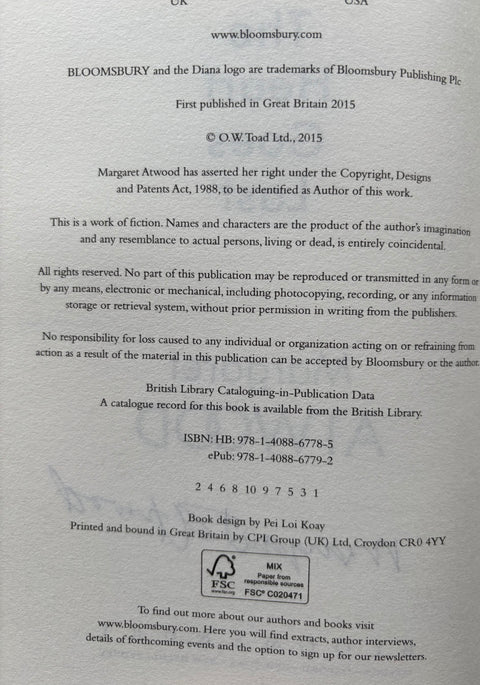 UK USA
www.bloomsbury.com
BLOOMSBURY and the Diana logo are trademarks of Bloomsbury Publishing Plc
First published in Great Britain 2015
© O.W. Toad Ltd., 2015
Margaret Atwood has asserted her right under the Copyright, Designs
and Patents Act, 1988, to be identified as Author of this work.
This is a work of fiction. Names and characters are the product of the author's imagination
and any resemblance to actual persons, living or dead, is entirely coincidental.
All rights reserved. No part of this publication may be reproduced or transmitted in any form or
by any means, electronic or mechanical, including photocopying, recording, or any information
storage or retrieval system, without prior permission in writing from the publishers.
No responsibility for loss caused to any individual or organization acting on or refraining from
action as a result of the material in this publication can be accepted by Bloomsbury or the author.
British Library Cataloguing-in-Publication Data
A catalogue record for this book is available from the British Library.
ISBN: HB: 978-1-4088-6778-5
ePub: 978-1-4088-6779-2
2 4 6 8 10 9 7 5 3 1
Book design by Pei Loi Koay
Printed and bound in Great Britain by CPI Group (UK) Ltd, Croydon CR0 4YY
FSC
www.fsc.org
MIX
Paper from
responsible sources
FSC® C020471
To find out more about our authors and books visit
www.bloomsbury.com. Here you will find extracts, author interviews,
details of forthcoming events and the option to sign up for our newsletters.